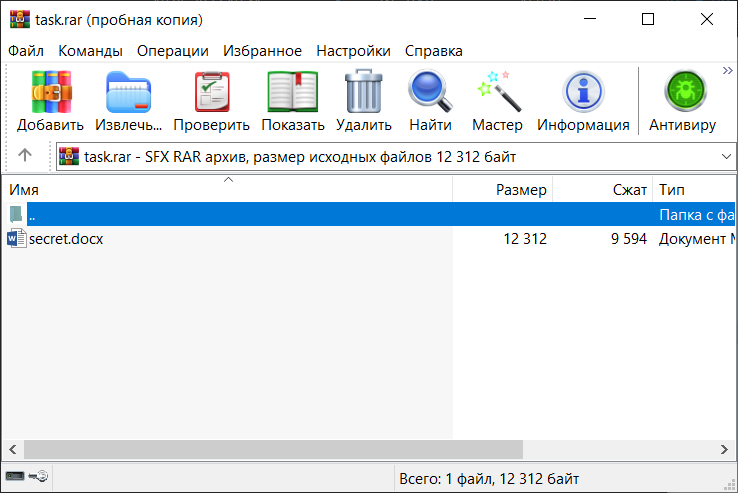 task.rar (пробная копия)
Файл Команды Операции Избранное Настройки Справка
Добавить Извлечь... Проверить Показать Удалить Найти Мастер Информация Антивиру
task.rar - SFX RAR архив, размер исходных файлов 12 312 байт
Имя Размер Сжат Тип
.. Папка с фа
secret.docx 12 312 9 594 Документ M
Всего: 1 файл, 12 312 байт